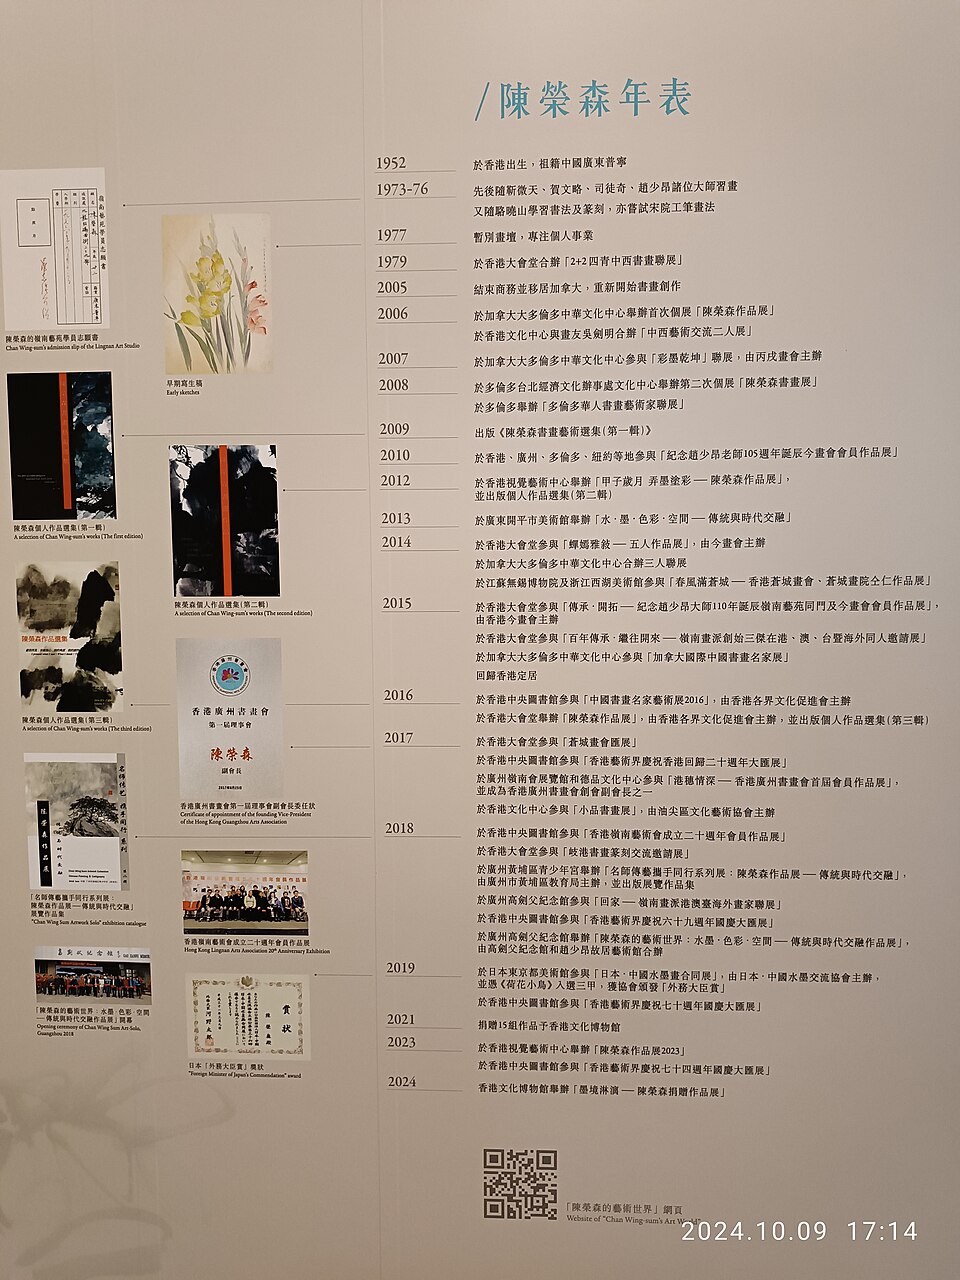 /陳榮森年表
1952 於香港出生，祖籍中國廣東普寧
1973-76 先後隨靳微天、賀文略、司徒奇、趙少昂諸位大師習畫
又隨駱曉山學習書法及篆刻，亦嘗試宋院工筆畫法
1977 暫別畫壇，專注個人事業
1979 於香港大會堂合辦「2+2四青中西書畫聯展」
2005 結束商務並移居加拿大，重新開始書畫創作
2006 於加拿大大多倫多中華文化中心舉辦首次個展「陳榮森作品展」
於香港文化中心與畫友吳劍明合辦「中西藝術交流二人展」
2007 於加拿大大多倫多中華文化中心參與「彩墨乾坤」聯展，由丙戌畫會主辦
2008 於多倫多台北經濟文化辦事處文化中心舉辦第二次個展「陳榮森書畫展」
於多倫多舉辦「多倫多華人書畫藝術家聯展」
2009 出版《陳榮森書畫藝術選集(第一輯)》
2010 於香港、廣州、多倫多、紐約等地參與「紀念趙少昂老師105週年誕辰今畫會會員作品展」
2012 於香港視覺藝術中心舉辦「甲子歲月 弄墨塗彩 — 陳榮森作品展」，
並出版個人作品選集(第二輯)
2013 於廣東開平市美術館舉辦「水·墨·色彩·空間 — 傳統與時代交融」
2014 於香港大會堂參與「蟬嫣雅敍 — 五人作品展」，由今畫會主辦
於加拿大大多倫多中華文化中心合辦三人聯展
於江蘇無錫博物院及浙江西湖美術館參與「春風滿蒼城 — 香港蒼城畫會、蒼城畫院仝仁作品展」
2015 於香港大會堂參與「傳承·開拓 — 紀念趙少昂大師110年誕辰嶺南藝苑同門及今畫會會員作品展」，
由香港今畫會主辦
於香港大會堂參與「百年傳承·繼往開來 — 嶺南畫派創始三傑在港、澳、台暨海外同人邀請展」
於加拿大大多倫多中華文化中心參與「加拿大國際中國書畫名家展」
回歸香港定居
2016 於香港中央圖書館參與「中國書畫名家藝術展2016」，由香港各界文化促進會主辦
於香港大會堂舉辦「陳榮森作品展」，由香港各界文化促進會主辦，並出版個人作品選集(第三輯)
2017 於香港大會堂參與「蒼城畫會匯展」
於香港中央圖書館參與「香港藝術界慶祝香港回歸二十週年大匯展」
於廣州嶺南會展覽館和德品文化中心參與「港穗情深 — 香港廣州書畫會首屆會員作品展」，
並成為香港廣州書畫會創會副會長之一
於香港文化中心參與「小品書畫展」，由油尖區文化藝術協會主辦
2018 於香港中央圖書館參與「香港嶺南藝術會成立二十週年會員作品展」
於香港大會堂參與「岐港書畫篆刻交流邀請展」
於廣州黃埔區青少年宮舉辦「名師傳藝攜手同行系列展：陳榮森作品展 — 傳統與時代交融」，
由廣州市黃埔區教育局主辦，並出版展覽作品集
於廣州高劍父紀念館參與「回家 — 嶺南畫派港澳臺海外畫家聯展」
於香港中央圖書館參與「香港藝術界慶祝六十九週年國慶大匯展」
於廣州高劍父紀念館舉辦「陳榮森的藝術世界：水墨·色彩·空間 — 傳統與時代交融作品展」，
由高劍父紀念館和趙少昂故居藝術館合辦
2019 於日本東京都美術館參與「日本·中國水墨畫合同展」，由日本·中國水墨交流協會主辦，
並憑《荷花小鳥》入選三甲，獲協會頒發「外務大臣賞」
於香港中央圖書館參與「香港藝術界慶祝七十週年國慶大匯展」
2021 捐贈15組作品予香港文化博物館
2023 於香港視覺藝術中心舉辦「陳榮森作品展2023」
於香港中央圖書館參與「香港藝術界慶祝七十四週年國慶大匯展」
2024 香港文化博物館舉辦「墨境淋漓 — 陳榮森捐贈作品展」
嶺南藝苑學員志願書
陳榮森的嶺南藝苑學員志願書
Chan Wing-sum's admission slip of the Lingnan Art Studio
早期寫生稿
Early sketches
陳榮森個人作品選集(第一輯)
A selection of Chan Wing-sum's works (The first edition)
陳榮森個人作品選集(第二輯)
A selection of Chan Wing-sum's works (The second edition)
陳榮森作品選集
陳榮森個人作品選集(第三輯)
A selection of Chan Wing-sum's works (The third edition)
香港廣州書畫會
第一屆理事會
陳榮森
副會長
香港廣州書畫會第一屆理事會副會長委任狀
Certificate of appointment of the founding Vice-President
of the Hong Kong Guangzhou Arts Association
名師傳藝 攜手同行系列
陳榮森作品展
「名師傳藝攜手同行系列展：
陳榮森作品展 — 傳統與時代交融」
展覽作品集
"Chan Wing Sum Artwork Solo" exhibition catalogue
香港嶺南藝術會成立二十週年會員作品展
Hong Kong Lingnan Arts Association 20th Anniversary Exhibition
高劍父紀念館
「陳榮森的藝術世界：水墨·色彩·空間
— 傳統與時代交融作品展」開幕
Opening ceremony of Chan Wing Sum Art-Solo,
Guangzhou 2018
賞狀
日本「外務大臣賞」獎狀
"Foreign Minister of Japan's Commendation" award
「陳榮森的藝術世界」網頁
Website of "Chan Wing-sum's Art World"
2024.10.09 17:14